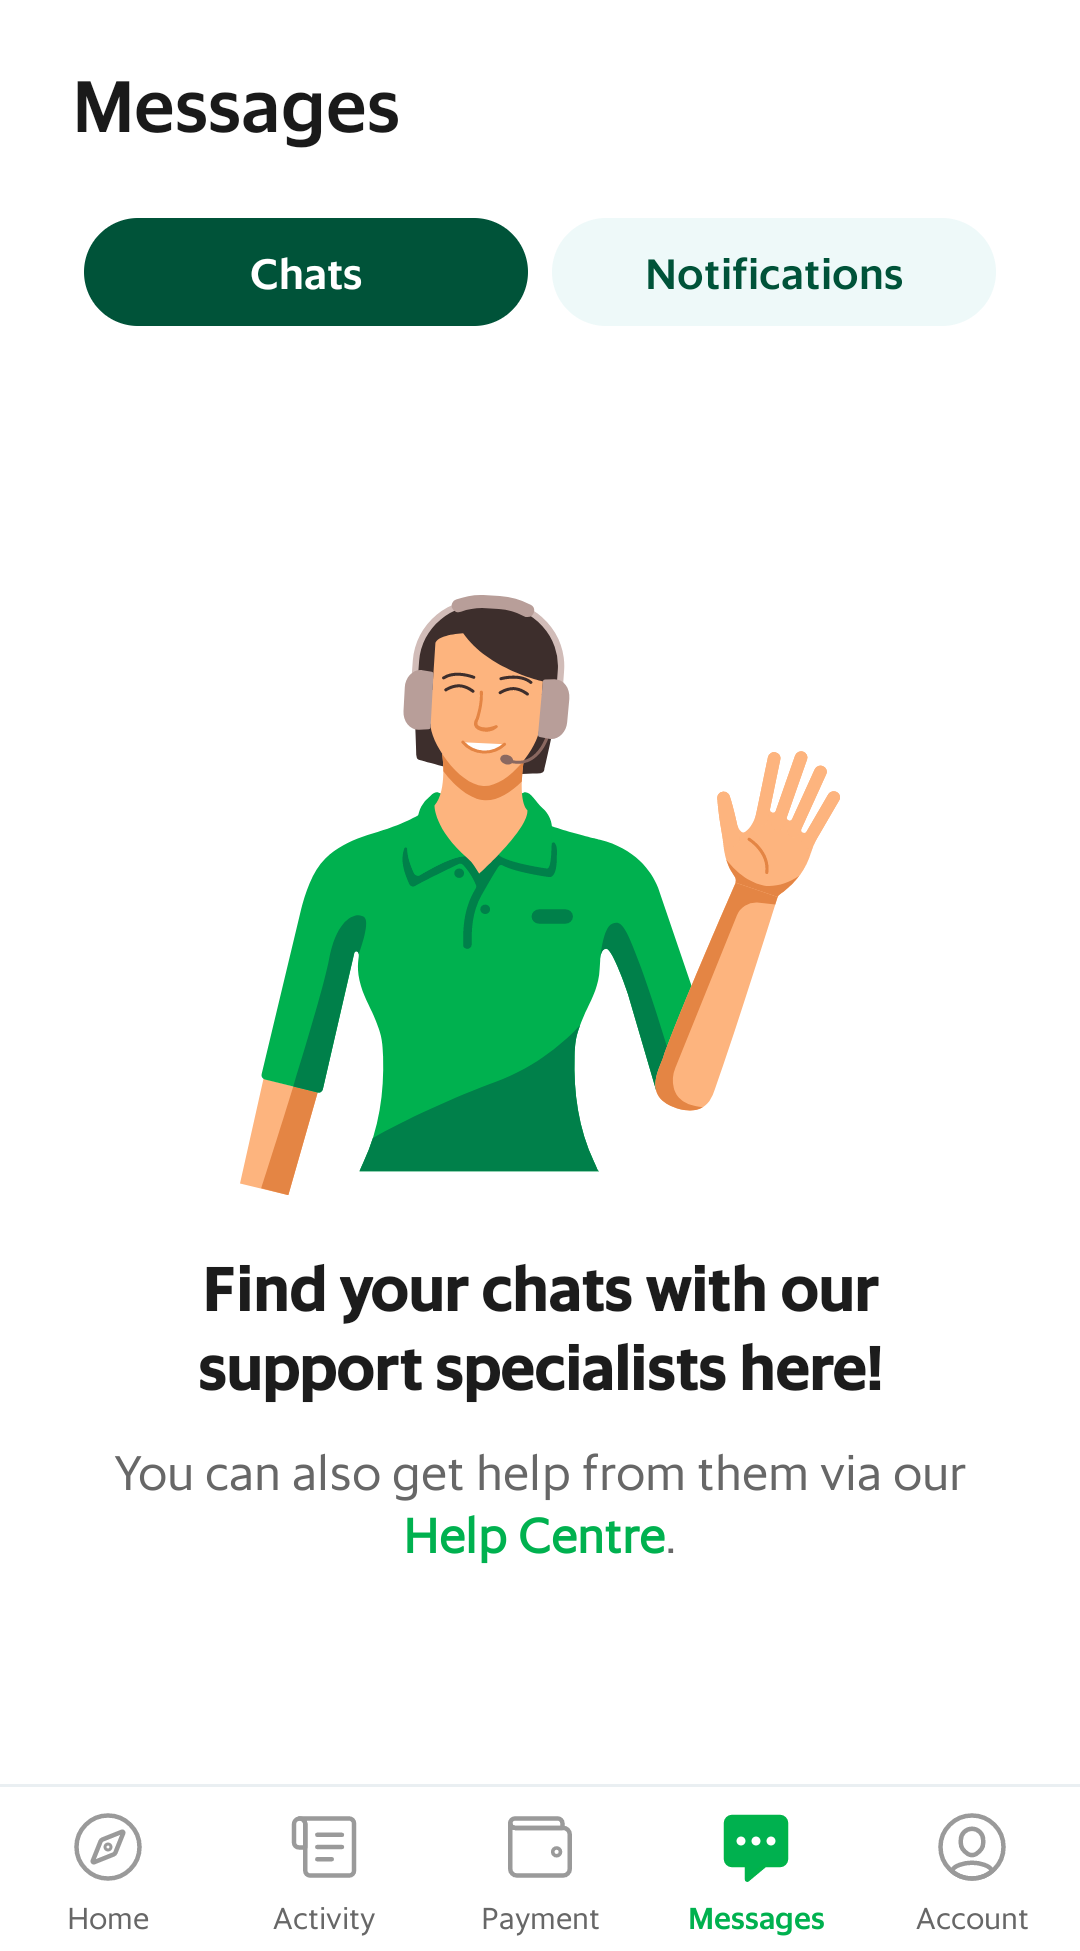 Messages
Chats
Notifications
Find your chats with our
support specialists here!
You can also get help from them via our
Help Centre.
Home
Activity
Payment
Messages
Account